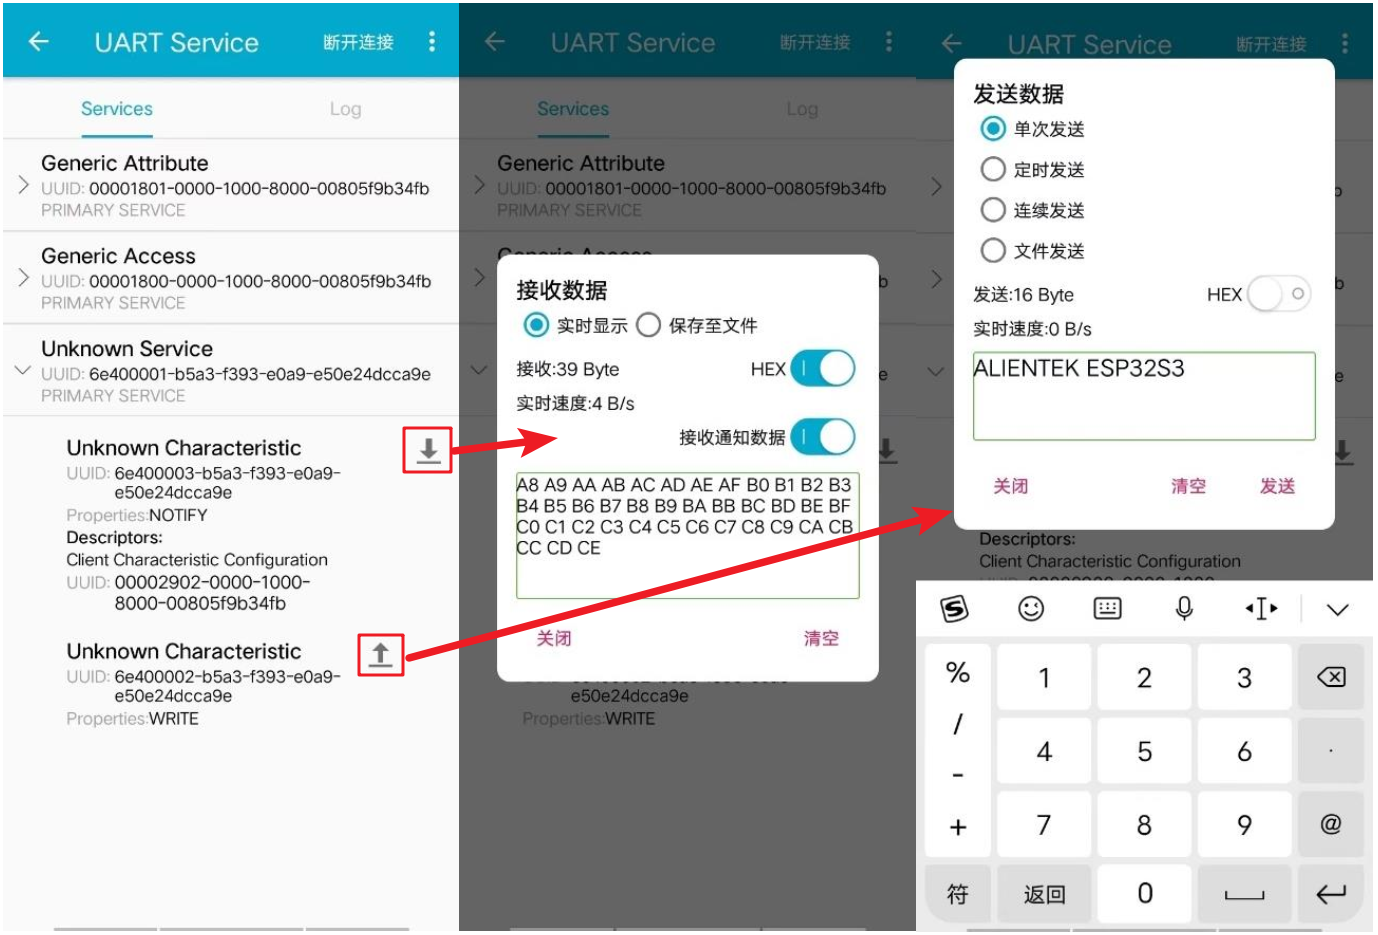 UART Service
断开连接
Services
Log
Generic Attribute
UUID: 00001801-0000-1000-8000-00805f9b34fb
PRIMARY SERVICE
Generic Access
UUID: 00001800-0000-1000-8000-00805f9b34fb
PRIMARY SERVICE
Unknown Service
UUID: 6e400001-b5a3-f393-e0a9-e50e24dcca9e
PRIMARY SERVICE
Unknown Characteristic
UUID: 6e400003-b5a3-f393-e0a9-
e50e24dcca9e
Properties:NOTIFY
Descriptors:
Client Characteristic Configuration
UUID: 00002902-0000-1000-
8000-00805f9b34fb
Unknown Characteristic
UUID: 6e400002-b5a3-f393-e0a9-
e50e24dcca9e
Properties:WRITE
UART Service
断开连接
Services
Log
Generic Attribute
UUID: 00001801-0000-1000-8000-00805f9b34fb
PRIMARY SERVICE
Generic Access
b
接收数据
实时显示
保存至文件
接收:39 Byte
HEX
e
实时速度:4 B/s
接收通知数据
A8 A9 AA AB AC AD AE AF B0 B1 B2 B3
B4 B5 B6 B7 B8 B9 BA BB BC BD BE BF
C0 C1 C2 C3 C4 C5 C6 C7 C8 C9 CA CB
CC CD CE
关闭
清空
e50e24dcca9e
Properties:WRITE
UART Service
断开连接
发送数据
单次发送
定时发送
b
连续发送
文件发送
发送:16 Byte
HEX
b
实时速度:0 B/s
ALIENTEK ESP32S3
e
关闭
清空
发送
Descriptors:
Client Characteristic Configuration
%
1
2
3
/
4
5
6
.
-
+
7
8
9
@
符
返回
0